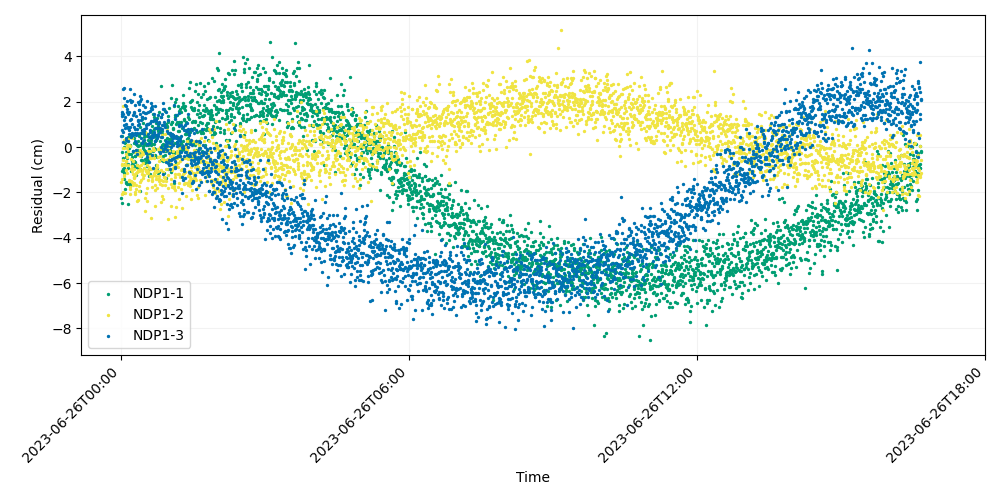 4
2
0
−2
−4
−6
−8
Residual (cm)
NDP1-1
NDP1-2
NDP1-3
2023-06-26T00:00
2023-06-26T06:00
2023-06-26T12:00
2023-06-26T18:00
Time